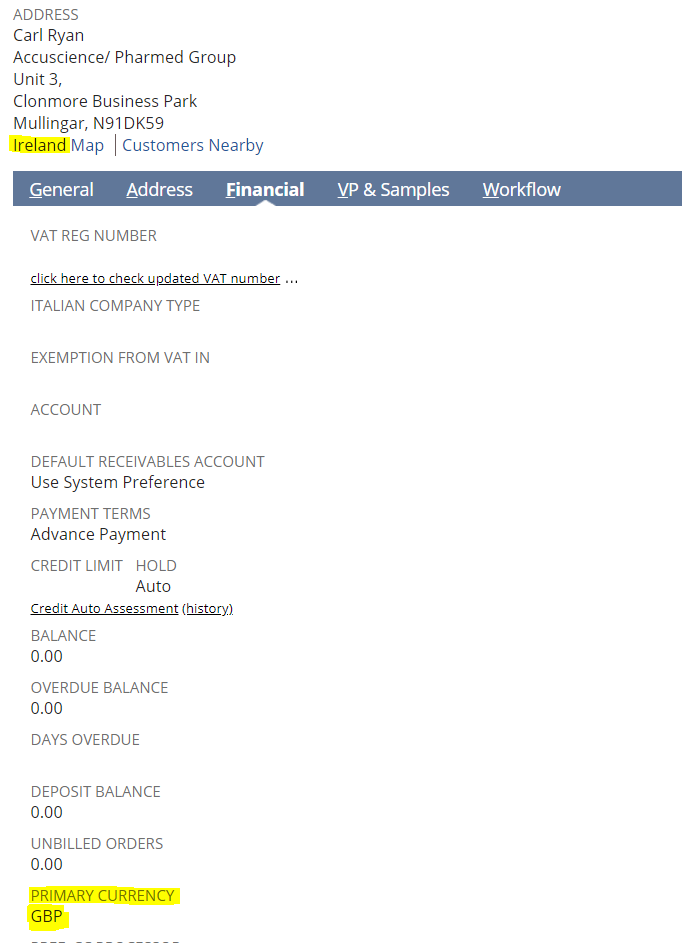 ADDRESS
Carl Ryan
Accuscience/ Pharmed Group
Unit 3,
Clonmore Business Park
Mullingar, N91DK59
Ireland Map | Customers Nearby
General Address Financial VP & Samples Workflow
VAT REG NUMBER
click here to check updated VAT number ...
ITALIAN COMPANY TYPE
EXEMPTION FROM VAT IN
ACCOUNT
DEFAULT RECEIVABLES ACCOUNT
Use System Preference
PAYMENT TERMS
Advance Payment
CREDIT LIMIT HOLD
Auto
Credit Auto Assessment (history)
BALANCE
0.00
OVERDUE BALANCE
0.00
DAYS OVERDUE
DEPOSIT BALANCE
0.00
UNBILLED ORDERS
0.00
PRIMARY CURRENCY
GBP